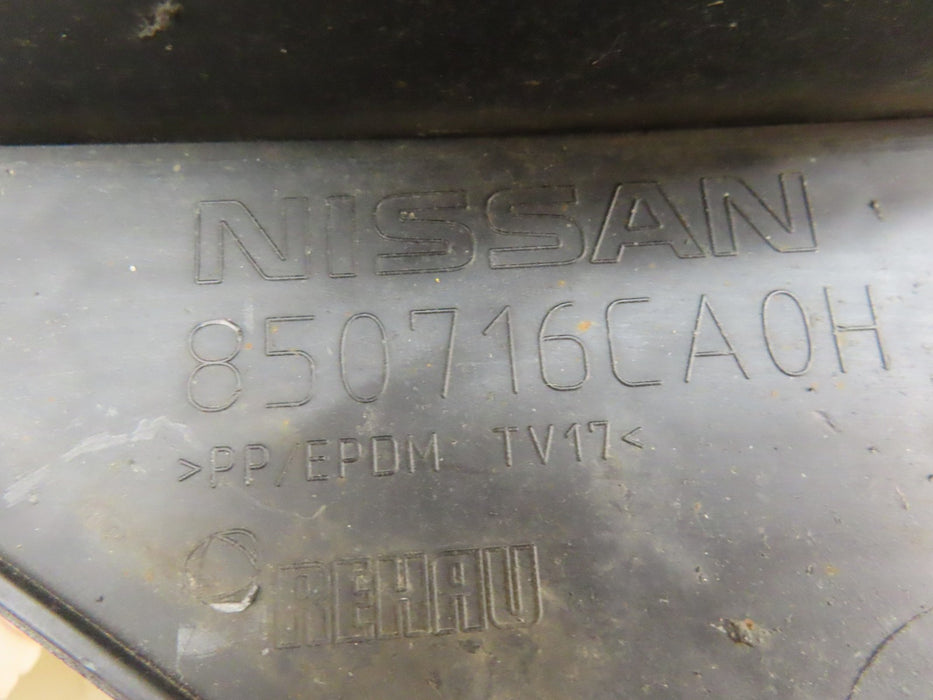 NISSAN
850716CA0H
>PP/EPDM TV17<
REHAU